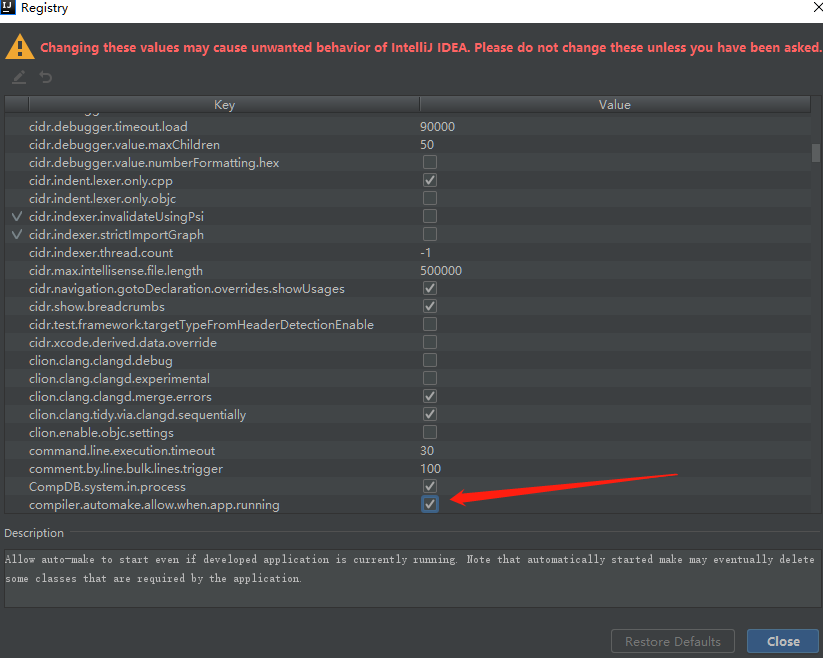 IJ Registry
Changing these values may cause unwanted behavior of IntelliJ IDEA. Please do not change these unless you have been asked.
Key Value
cidr.debugger.timeout.load 90000
cidr.debugger.value.maxChildren 50
cidr.debugger.value.numberFormatting.hex
cidr.indent.lexer.only.cpp
cidr.indent.lexer.only.objc
cidr.indexer.invalidateUsingPsi
cidr.indexer.strictImportGraph
cidr.indexer.thread.count -1
cidr.max.intellisense.file.length 500000
cidr.navigation.gotoDeclaration.overrides.showUsages
cidr.show.breadcrumbs
cidr.test.framework.targetTypeFromHeaderDetectionEnable
cidr.xcode.derived.data.override
clion.clang.clangd.debug
clion.clang.clangd.experimental
clion.clang.clangd.merge.errors
clion.clang.tidy.via.clangd.sequentially
clion.enable.objc.settings
command.line.execution.timeout 30
comment.by.line.bulk.lines.trigger 100
CompDB.system.in.process
compiler.automake.allow.when.app.running
Description
Allow auto-make to start even if developed application is currently running. Note that automatically started make may eventually delete
some classes that are required by the application.
Restore Defaults Close